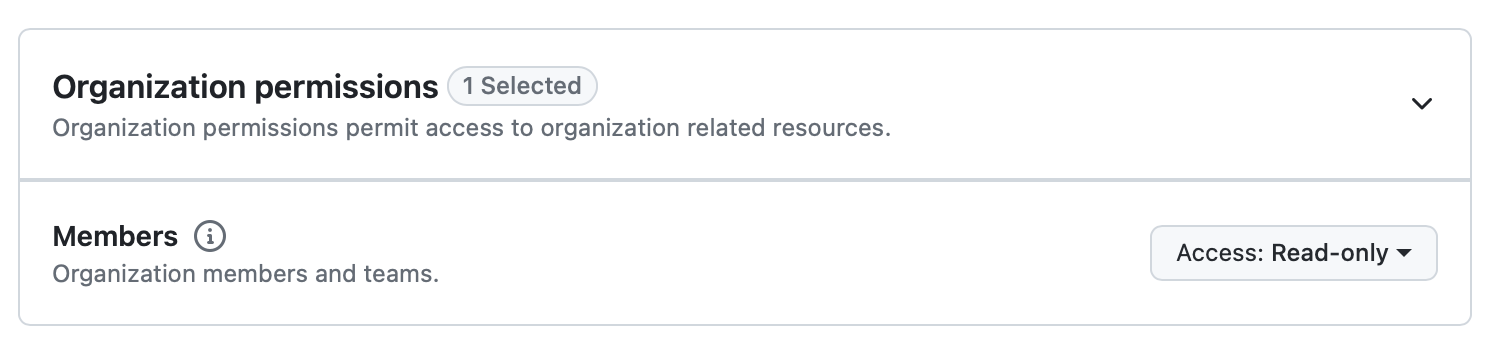 Organization permissions 1 Selected
Organization permissions permit access to organization related resources.
Members
Organization members and teams.
Access: Read-only